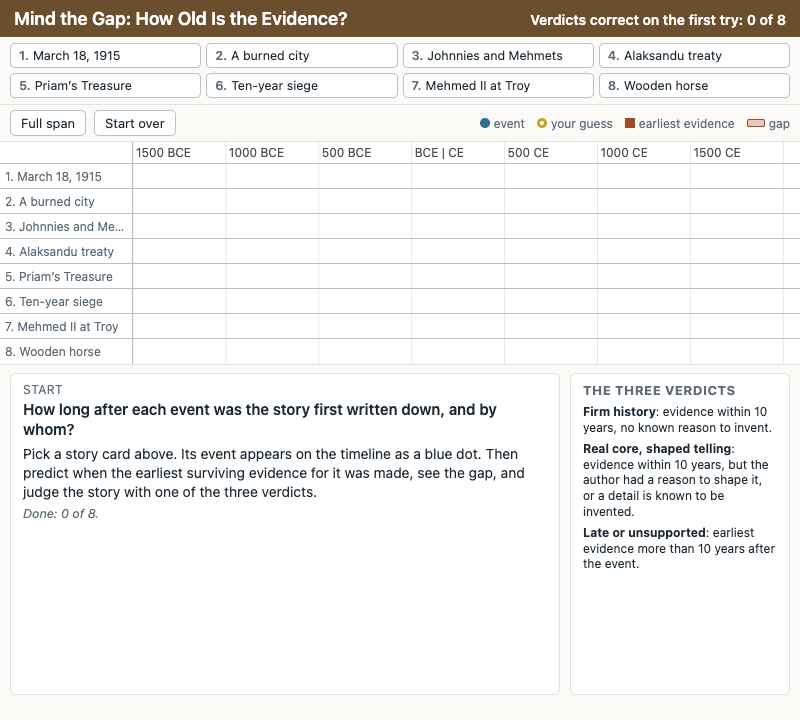 Mind the Gap: How Old Is the Evidence?
Verdicts correct on the first try: 0 of 8
1. March 18, 1915
2. A burned city
3. Johnnies and Mehmets
4. Alaksandu treaty
5. Priam's Treasure
6. Ten-year siege
7. Mehmed II at Troy
8. Wooden horse
Full span
Start over
event
your guess
earliest evidence
gap
1500 BCE
1000 BCE
500 BCE
BCE | CE
500 CE
1000 CE
1500 CE
1. March 18, 1915
2. A burned city
3. Johnnies and Me...
4. Alaksandu treaty
5. Priam's Treasure
6. Ten-year siege
7. Mehmed II at Troy
8. Wooden horse
START
How long after each event was the story first written down, and by
whom?
Pick a story card above. Its event appears on the timeline as a blue dot. Then
predict when the earliest surviving evidence for it was made, see the gap, and
judge the story with one of the three verdicts.
Done: 0 of 8.
THE THREE VERDICTS
Firm history: evidence within 10
years, no known reason to invent.
Real core, shaped telling:
evidence within 10 years, but the
author had a reason to shape it,
or a detail is known to be
invented.
Late or unsupported: earliest
evidence more than 10 years after
the event.